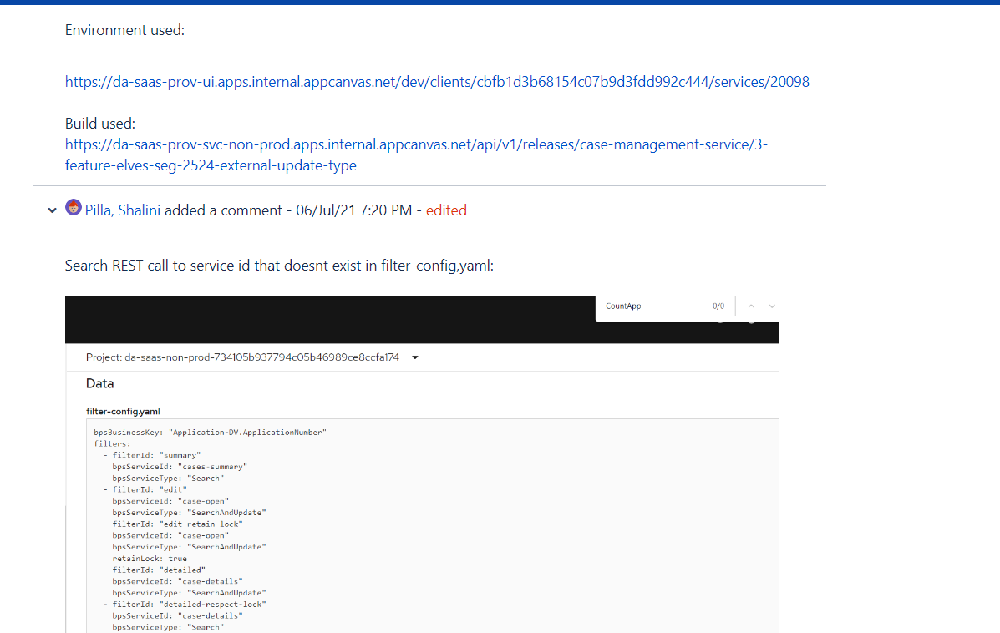 Environment used:
https://da-saas-prov-ui.apps.internal.appcanvas.net/dev/clients/cbfb1d3b68154c07b9d3fdd992c444/services/20098
Build used:
https://da-saas-prov-svc-non-prod.apps.internal.appcanvas.net/api/v1/releases/case-management-service/3-
feature-elves-seg-2524-external-update-type
Pilla, Shalini added a comment - 06/Jul/21 7:20 PM - edited
Search REST call to service id that doesnt exist in filter-config,yaml:
CountApp 0/0
Project: da-saas-non-prod-734105b937794c05b46989ce8ccfa174
Data
filter-config.yaml
bpsBusinessKey: "Application-DV.ApplicationNumber"
filters:
- filterId: "summary"
bpsServiceId: "cases-summary"
bpsServiceType: "Search"
- filterId: "edit"
bpsServiceId: "case-open"
bpsServiceType: "SearchAndUpdate"
- filterId: "edit-retain-lock"
bpsServiceId: "case-open"
bpsServiceType: "SearchAndUpdate"
retainLock: true
- filterId: "detailed"
bpsServiceId: "case-details"
bpsServiceType: "SearchAndUpdate"
- filterId: "detailed-respect-lock"
bpsServiceId: "case-details"
bpsServiceType: "Search"